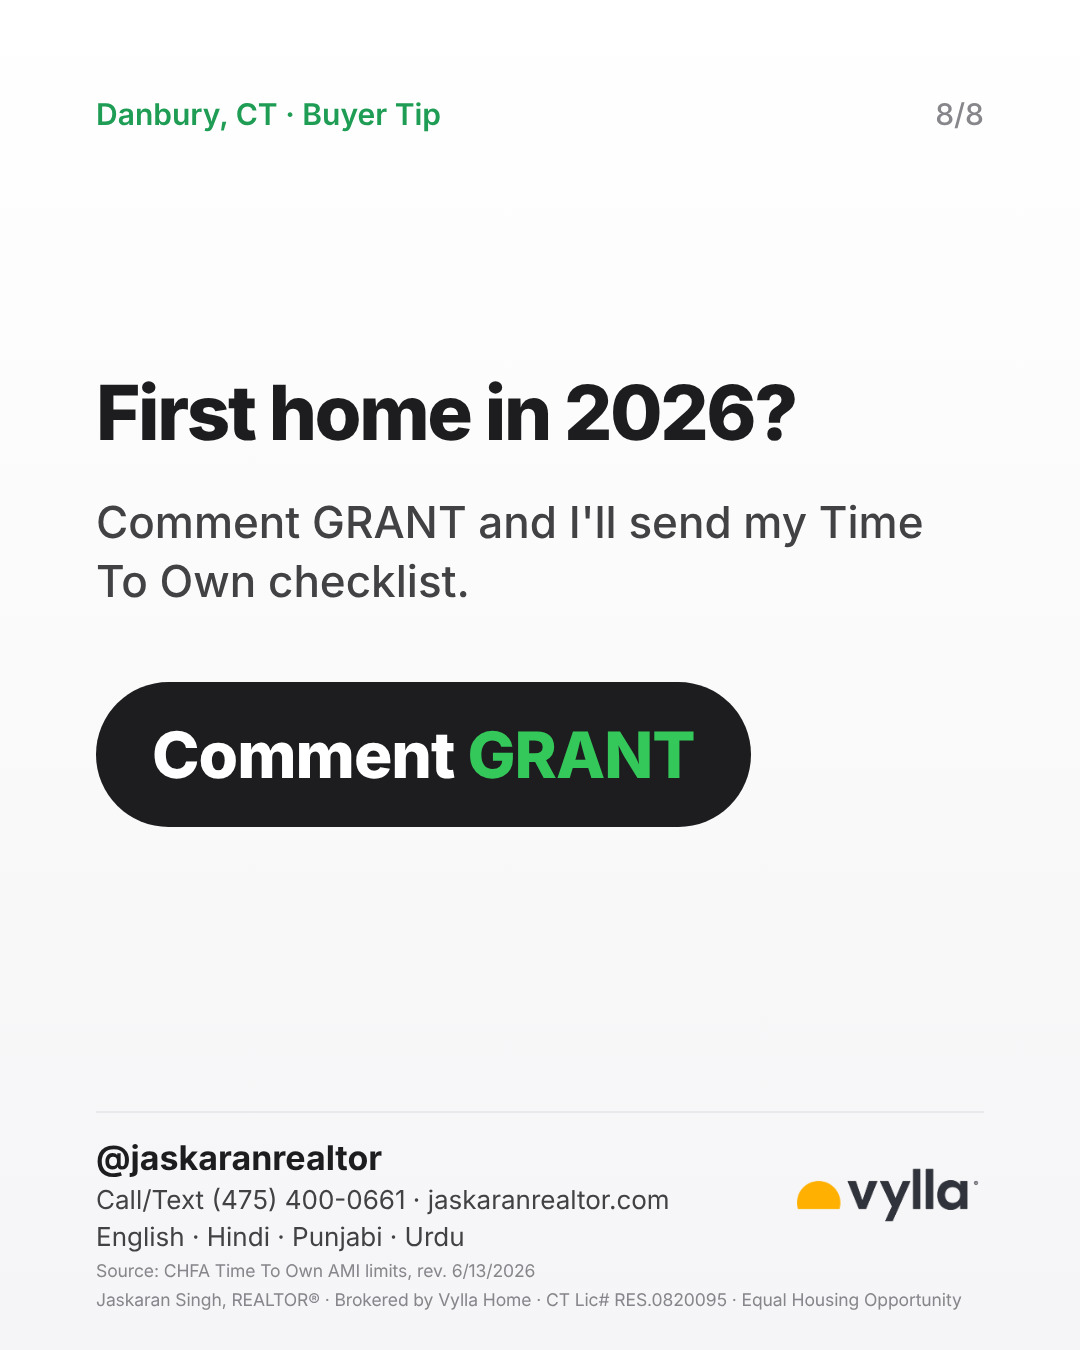 Danbury, CT · Buyer Tip
8/8
First home in 2026?
Comment GRANT and I'll send my Time
To Own checklist.
Comment GRANT
@jaskaranrealtor
Call/Text (475) 400-0661 · jaskaranrealtor.com
English · Hindi · Punjabi · Urdu
vylla
Source: CHFA Time To Own AMI limits, rev. 6/13/2026
Jaskaran Singh, REALTOR® · Brokered by Vylla Home · CT Lic# RES.0820095 · Equal Housing Opportunity